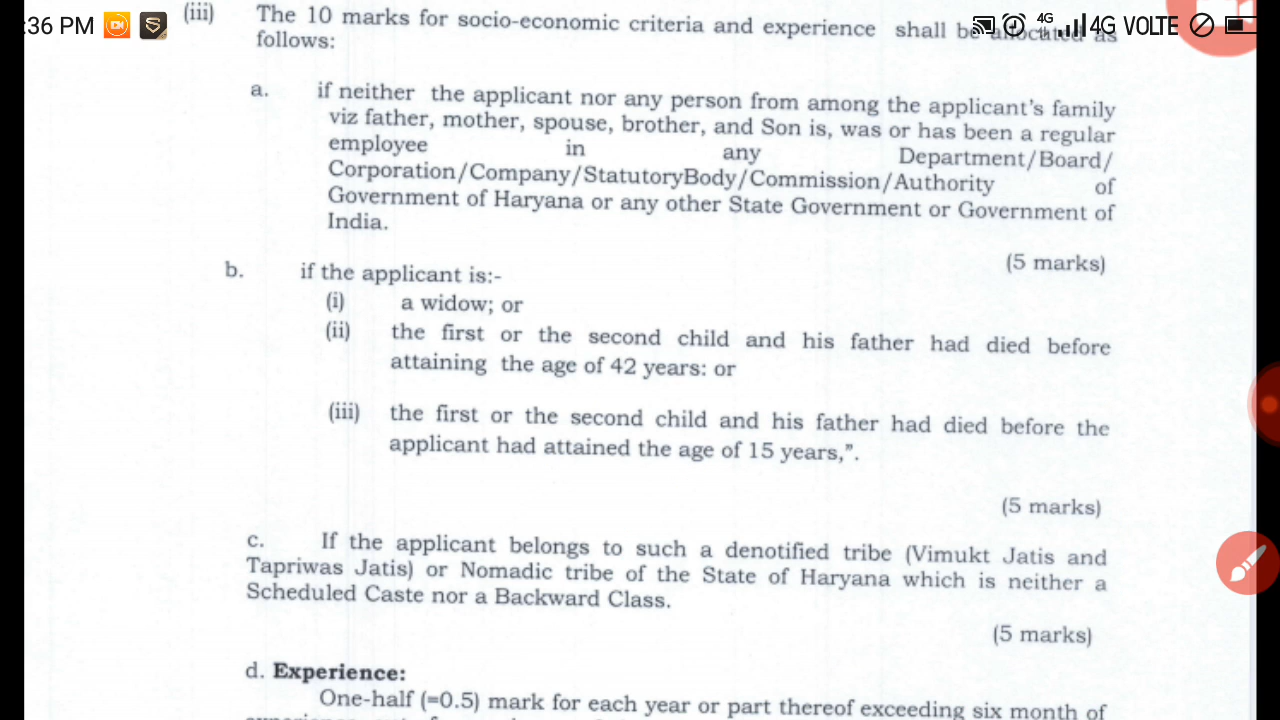 :36 PM
4G 4G VOLTE
(iii) The 10 marks for socio-economic criteria and experience shall be allocated as
follows:
a. if neither the applicant nor any person from among the applicant's family
viz father, mother, spouse, brother, and Son is, was or has been a regular
employee in any Department/Board/
Corporation/Company/StatutoryBody/Commission/Authority of
Government of Haryana or any other State Government or Government of
India.
(5 marks)
b. if the applicant is:-
(i) a widow; or
(ii) the first or the second child and his father had died before
attaining the age of 42 years: or
(iii) the first or the second child and his father had died before the
applicant had attained the age of 15 years,”.
(5 marks)
c. If the applicant belongs to such a denotified tribe (Vimukt Jatis and
Tapriwas Jatis) or Nomadic tribe of the State of Haryana which is neither a
Scheduled Caste nor a Backward Class.
(5 marks)
d. Experience:
One-half (=0.5) mark for each year or part thereof exceeding six month of